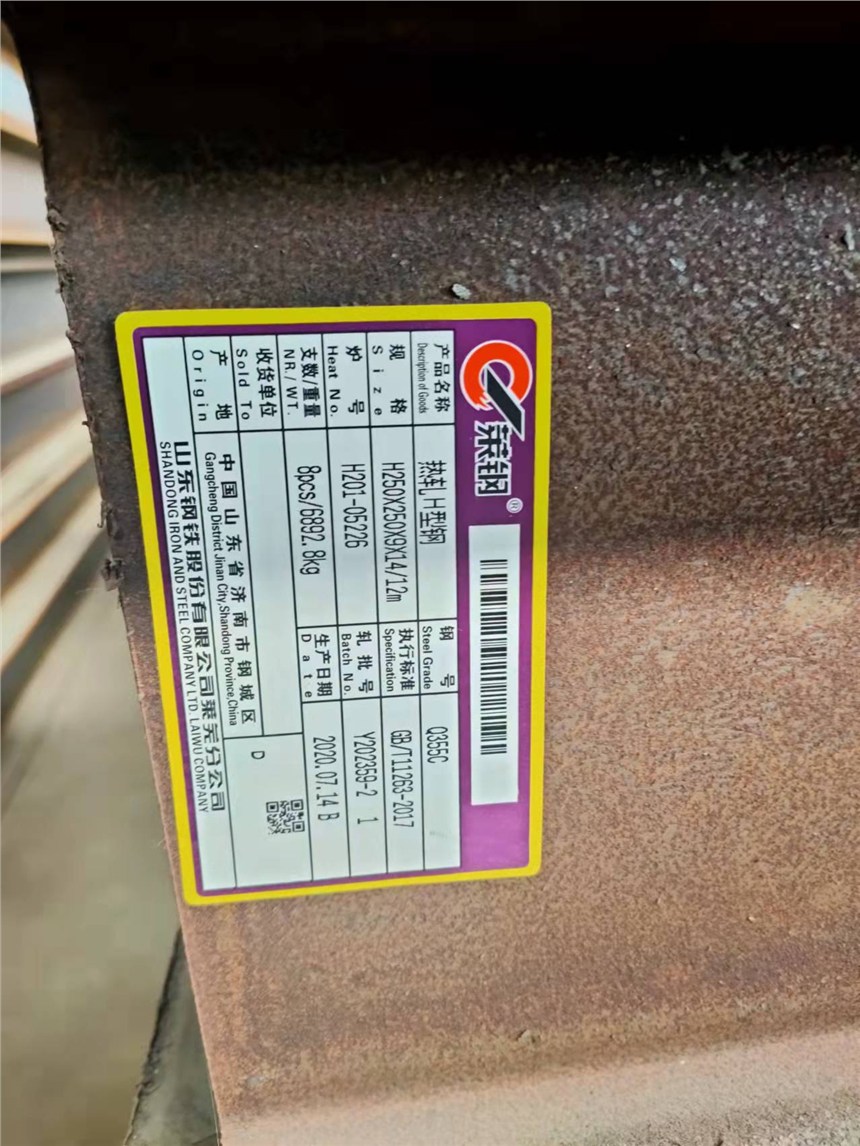 莱钢®
产品名称 热轧H型钢 钢 号 Q355C
Description of Goods Steel Grade
规 格 H250X250X9X14/12m 执行标准 GB/T11263-2017
Size Specification
炉 号 H201-05226 轧 批 号 Y202359-2 1
Heat No. Batch No.
支数/重量 8pcs/6892.8kg 生产日期 2020.07.14 B
NR./WT. Date
收货单位 D
Sold To
产 地 中国山东省济南市钢城区
Origin Gangcheng District Jinan City,Shandong Province,China
山东钢铁股份有限公司莱芜分公司
SHANDONG IRON AND STEEL COMPANY LTD. LAIWU COMPANY